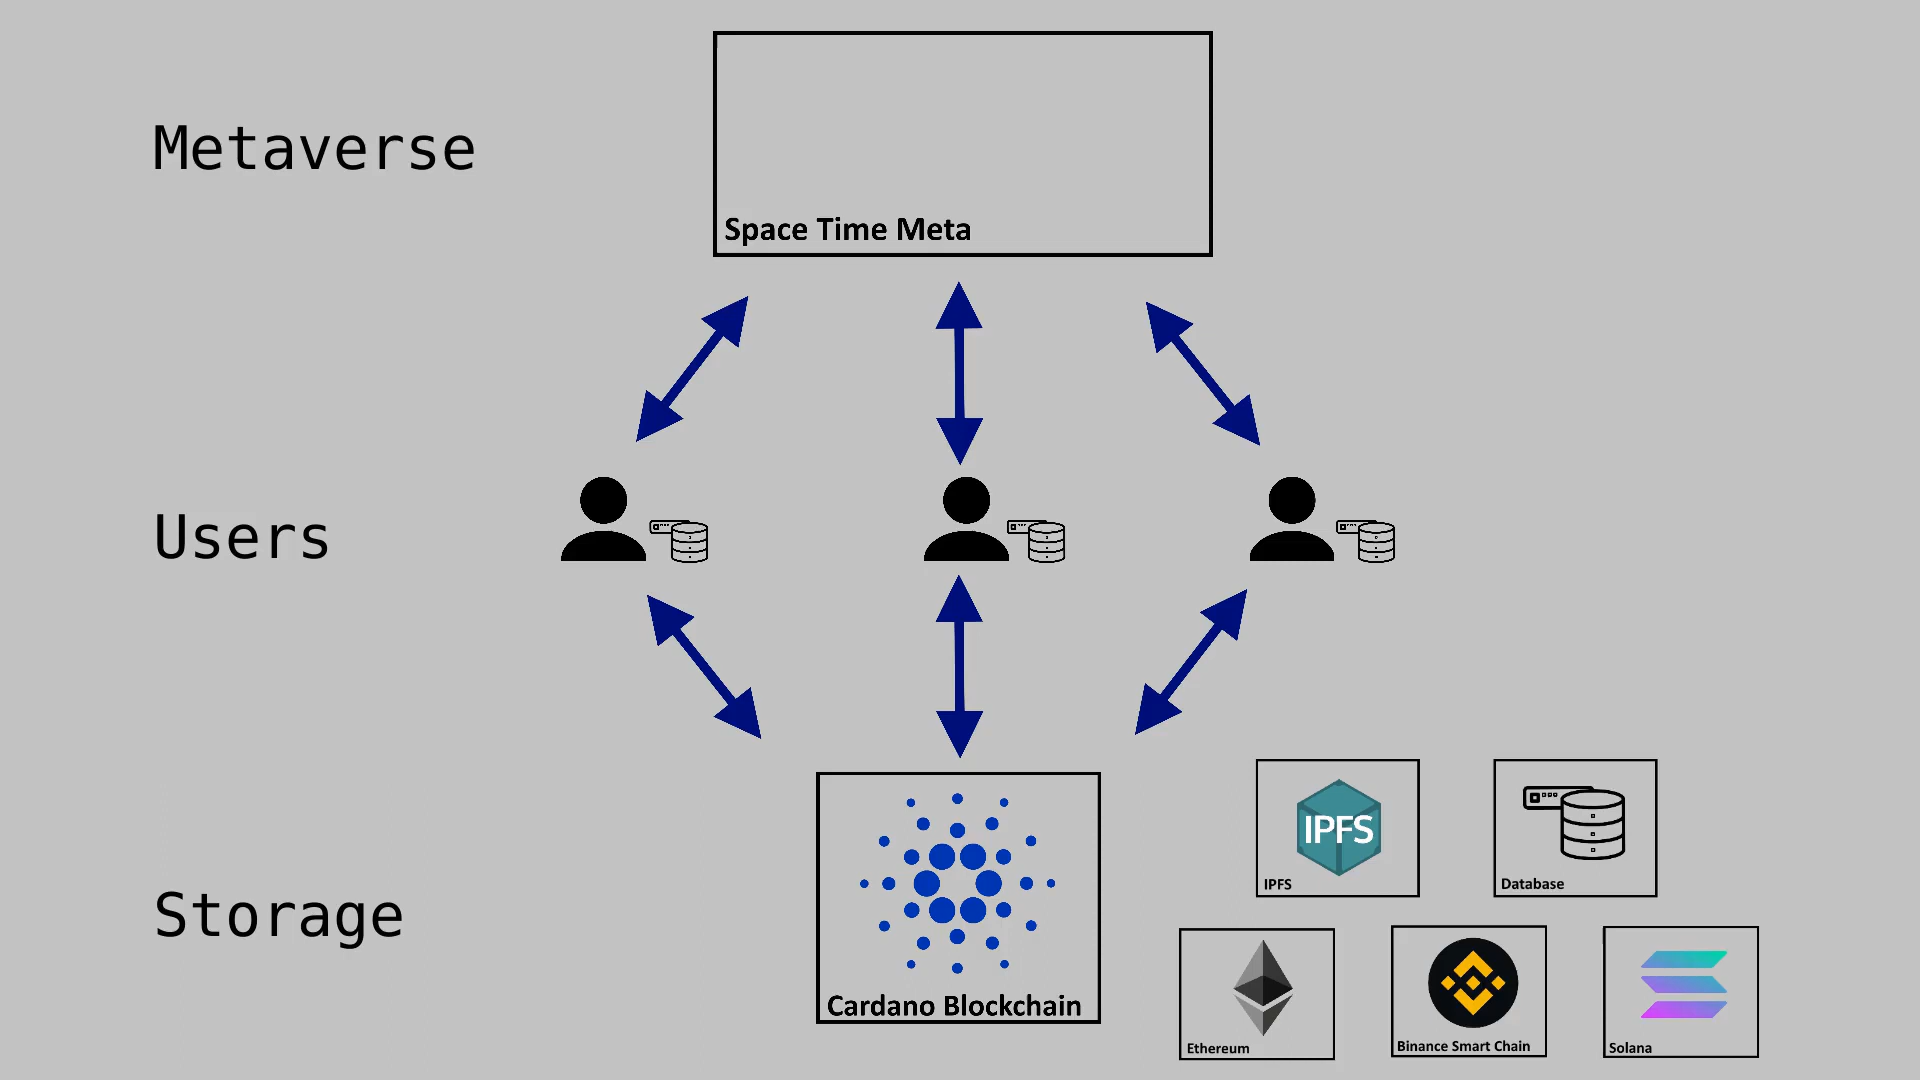 Metaverse
Space Time Meta
Users
Storage
Cardano Blockchain
IPFS
IPFS
Database
Ethereum
Binance Smart Chain
Solana